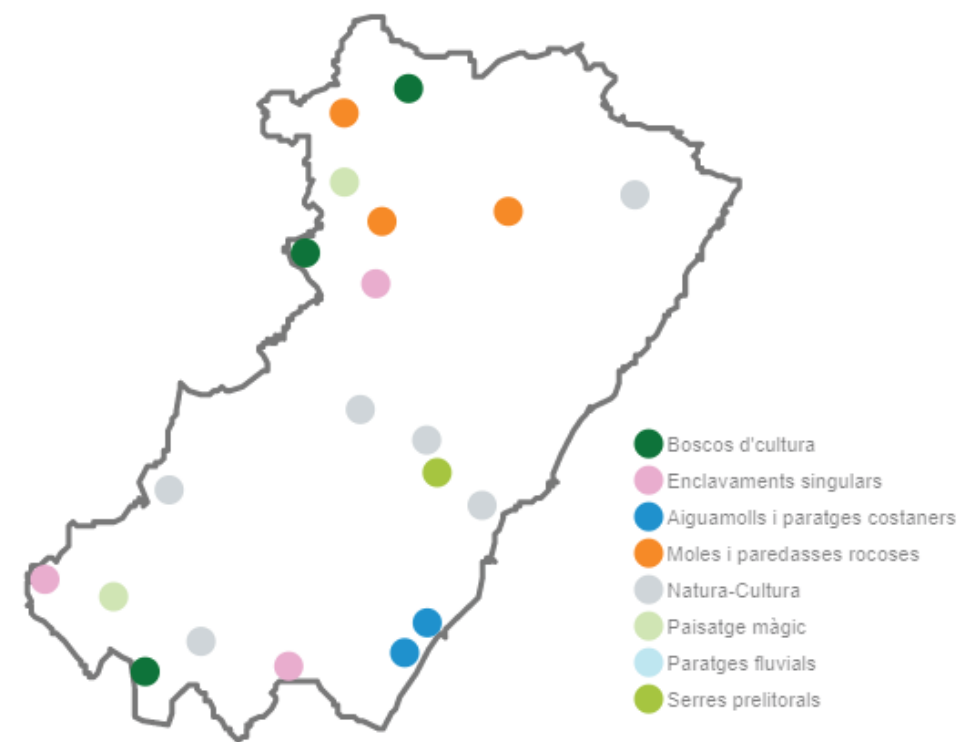 Boscos d'cultura
Enclavaments singulars
Aiguamolls i paratges costaners
Moles i paredasses rocoses
Natura-Cultura
Paisatge màgic
Paratges fluvials
Serres prelitorals